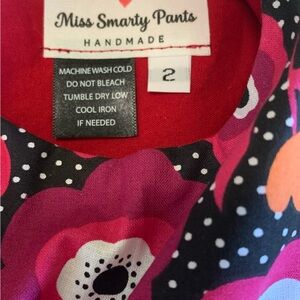 Miss Smarty Pants
HANDMADE
MACHINE WASH COLD
DO NOT BLEACH
TUMBLE DRY LOW
COOL IRON
IF NEEDED
2